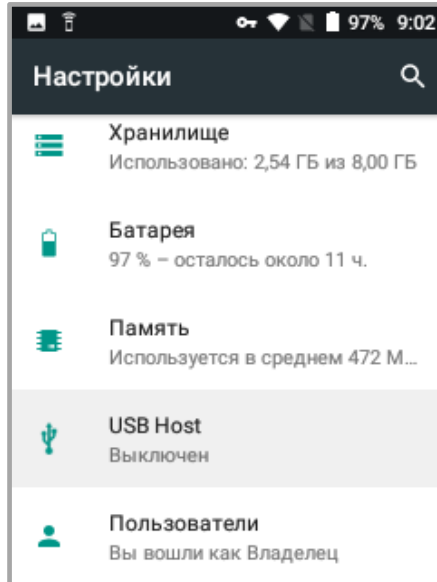 97% 9:02
Настройки
Хранилище
Использовано: 2,54 ГБ из 8,00 ГБ
Батарея
97 % – осталось около 11 ч.
Память
Используется в среднем 472 М...
USB Host
Выключен
Пользователи
Вы вошли как Владелец